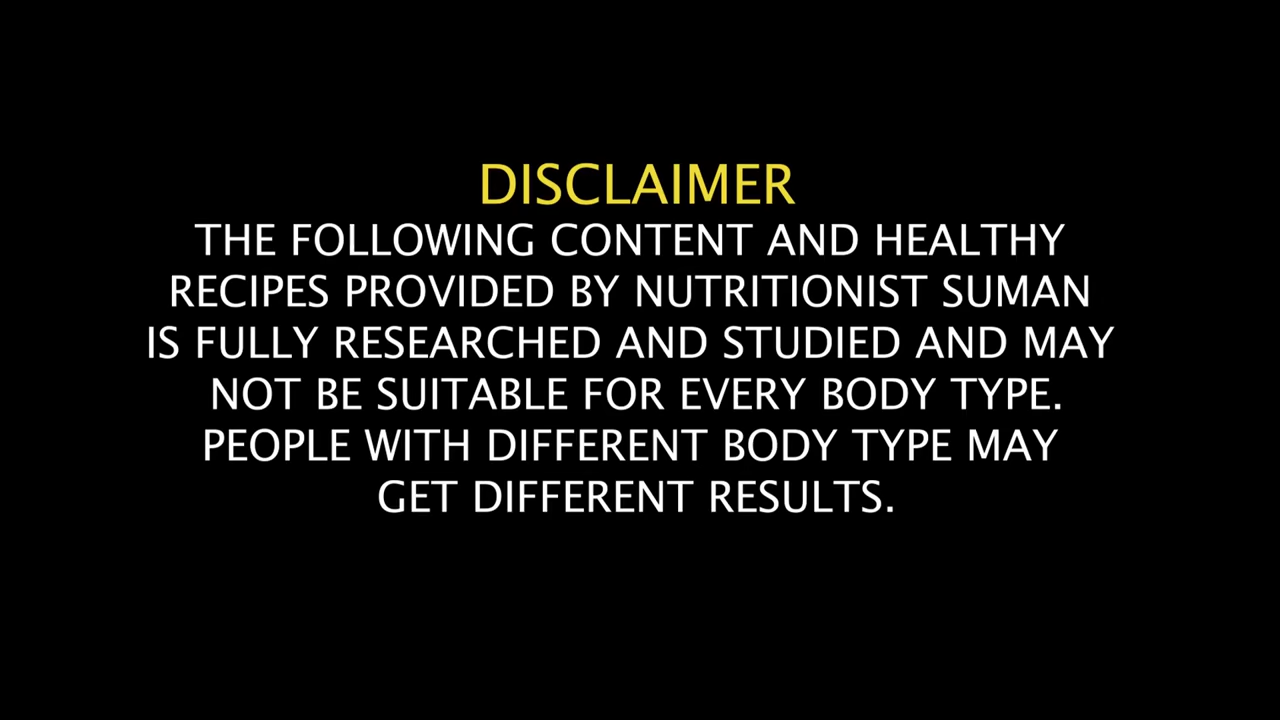 DISCLAIMER
THE FOLLOWING CONTENT AND HEALTHY
RECIPES PROVIDED BY NUTRITIONIST SUMAN
IS FULLY RESEARCHED AND STUDIED AND MAY
NOT BE SUITABLE FOR EVERY BODY TYPE.
PEOPLE WITH DIFFERENT BODY TYPE MAY
GET DIFFERENT RESULTS.